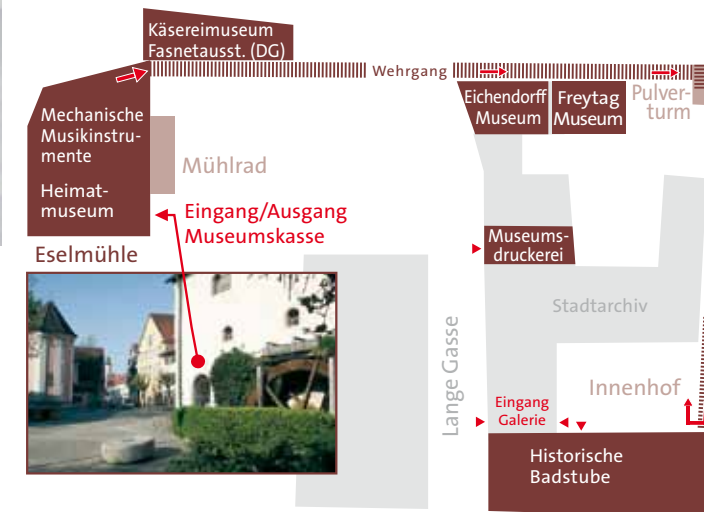 Käsereimuseum
Fasnetausst. (DG)
Wehrgang
Mechanische
Musikinstru-
mente
Heimat-
museum
Mühlrad
Eingang/Ausgang
Museumskasse
Eselmühle
Eichendorff
Museum
Freytag
Museum
Pulver-
turm
Museums-
druckerei
Stadtarchiv
Lange Gasse
Innenhof
Eingang
Galerie
Historische
Badstube